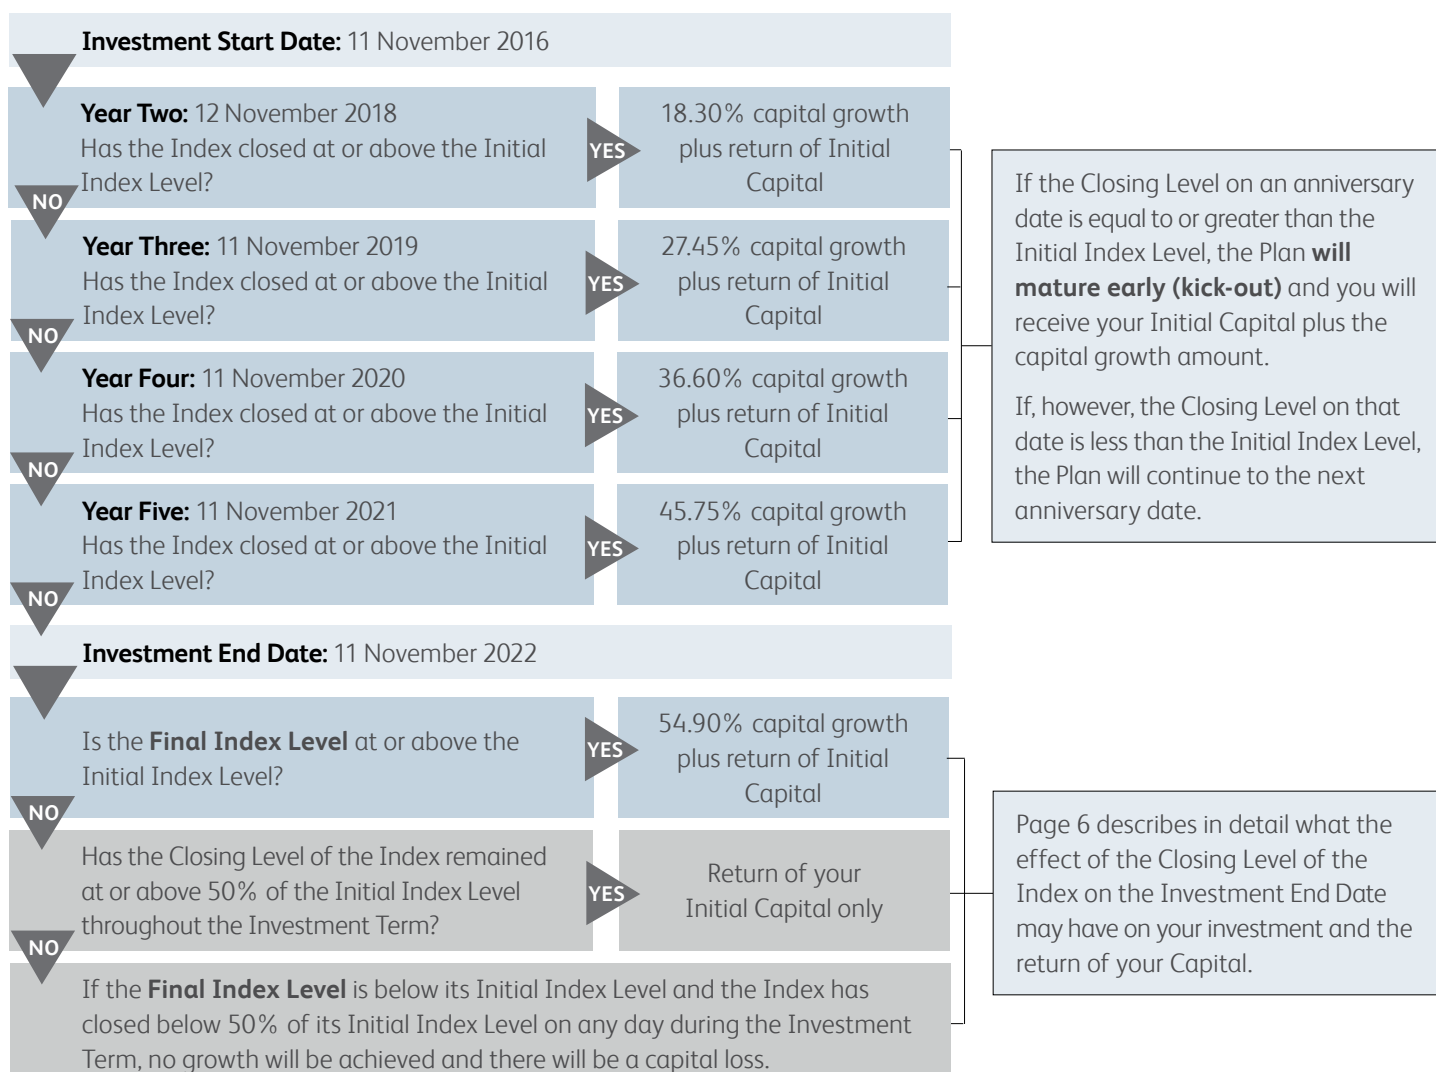 Investment Start Date: 11 November 2016
Year Two: 12 November 2018
Has the Index closed at or above the Initial
Index Level?
YES
18.30% capital growth
plus return of Initial
Capital
NO
Year Three: 11 November 2019
Has the Index closed at or above the Initial
Index Level?
YES
27.45% capital growth
plus return of Initial
Capital
NO
Year Four: 11 November 2020
Has the Index closed at or above the Initial
Index Level?
YES
36.60% capital growth
plus return of Initial
Capital
NO
Year Five: 11 November 2021
Has the Index closed at or above the Initial
Index Level?
YES
45.75% capital growth
plus return of Initial
Capital
NO
If the Closing Level on an anniversary
date is equal to or greater than the
Initial Index Level, the Plan will
mature early (kick-out) and you will
receive your Initial Capital plus the
capital growth amount.
If, however, the Closing Level on that
date is less than the Initial Index Level,
the Plan will continue to the next
anniversary date.
Investment End Date: 11 November 2022
Is the Final Index Level at or above the
Initial Index Level?
YES
54.90% capital growth
plus return of Initial
Capital
NO
Has the Closing Level of the Index remained
at or above 50% of the Initial Index Level
throughout the Investment Term?
YES
Return of your
Initial Capital only
NO
If the Final Index Level is below its Initial Index Level and the Index has
closed below 50% of its Initial Index Level on any day during the Investment
Term, no growth will be achieved and there will be a capital loss.
Page 6 describes in detail what the
effect of the Closing Level of the
Index on the Investment End Date
may have on your investment and the
return of your Capital.